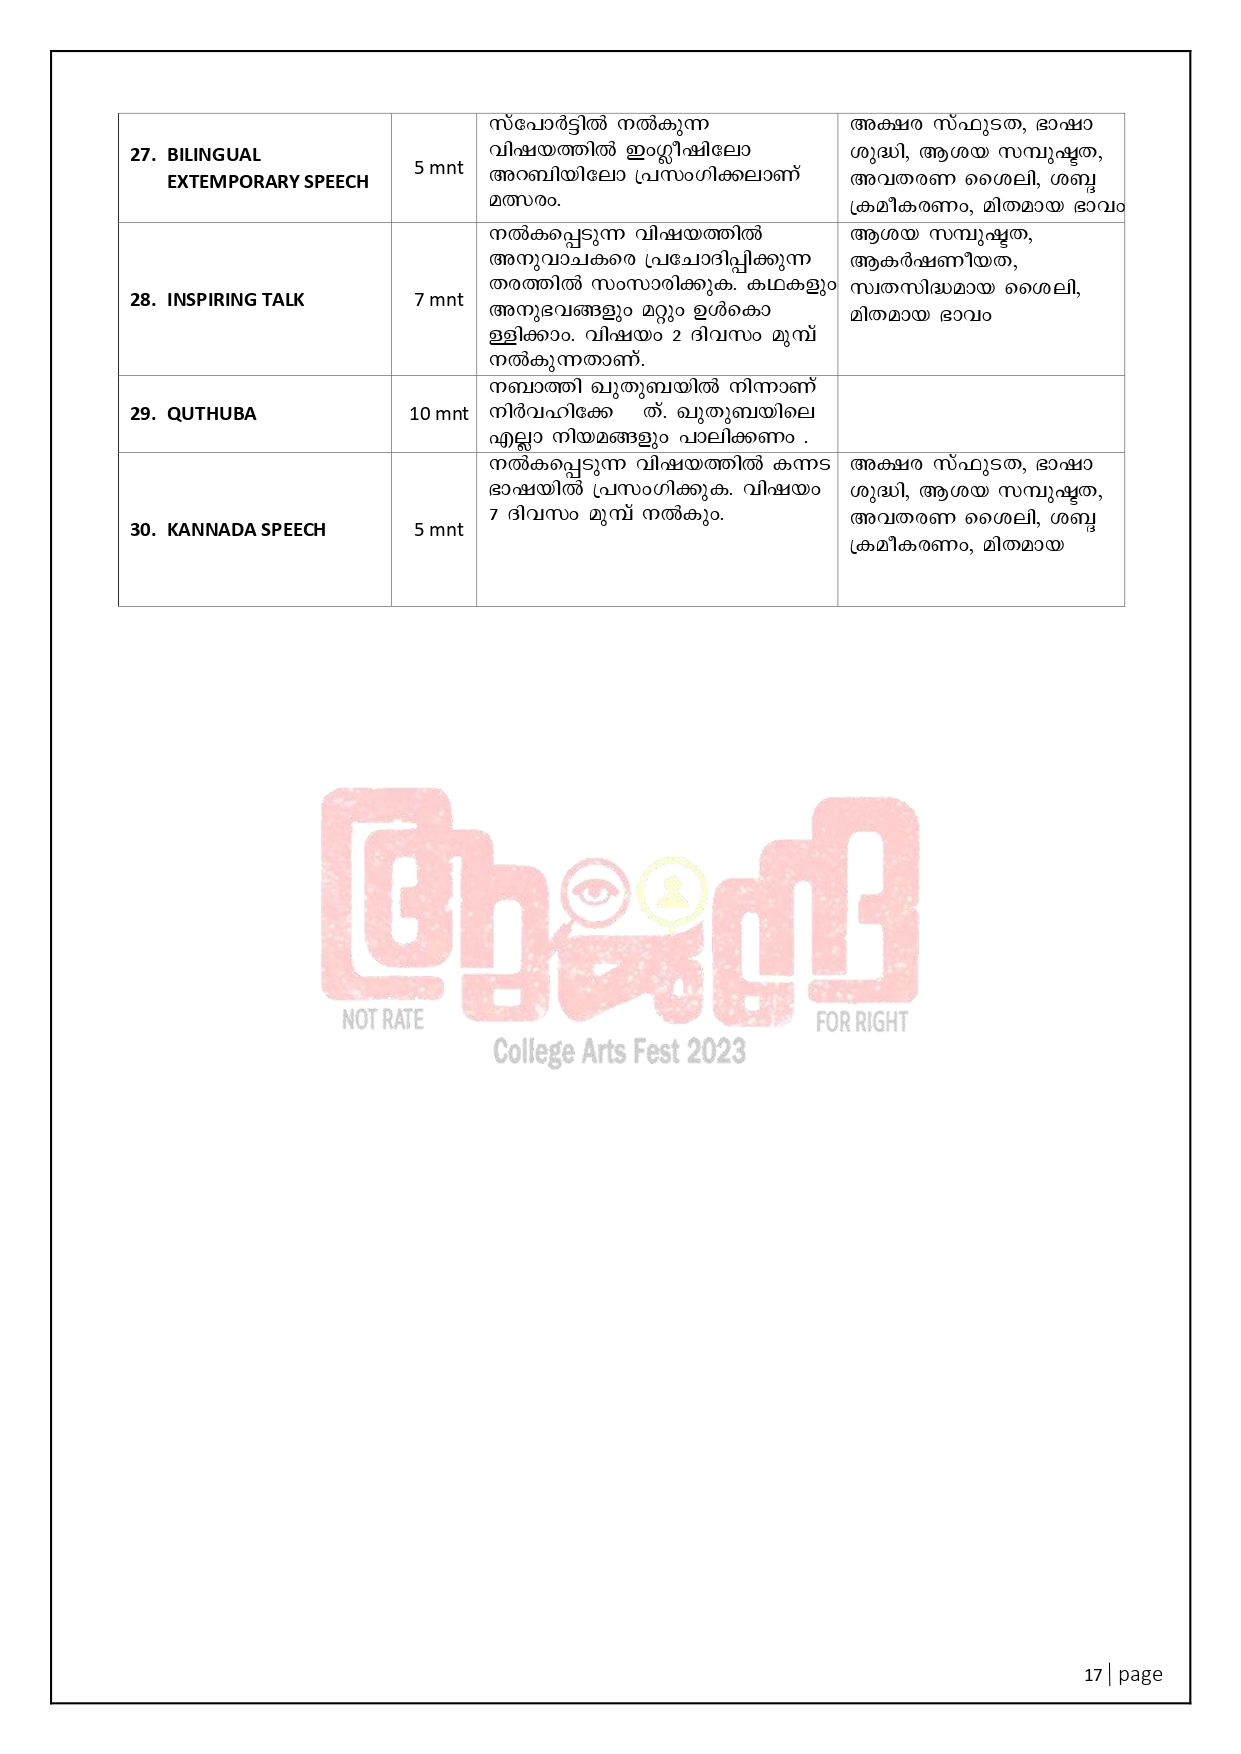 27. BILINGUAL
EXTEMPORARY SPEECH
5 mnt
സ്പോർട്ടിൽ നൽകുന്ന
വിഷയത്തിൽ ഇംഗ്ലീഷിലോ
അറബിയിലോ പ്രസംഗിക്കലാണ്
മത്സരം.
അക്ഷര സ്ഫുടത, ഭാഷാ
ശുദ്ധി, ആശയ സമ്പുഷ്ടത,
അവതരണ ശൈലി, ശബ്ദ
ക്രമീകരണം, മിതമായ ഭാവം
28. INSPIRING TALK
7 mnt
നൽകപ്പെടുന്ന വിഷയത്തിൽ
അനുവാചകരെ പ്രചോദിപ്പിക്കുന്ന
തരത്തിൽ സംസാരിക്കുക. കഥകളും
അനുഭവങ്ങളും മറ്റും ഉൾകൊ
ള്ളിക്കാം. വിഷയം 2 ദിവസം മുമ്പ്
നൽകുന്നതാണ്.
ആശയ സമ്പുഷ്ടത,
ആകർഷണീയത,
സ്വതസിദ്ധമായ ശൈലി,
മിതമായ ഭാവം
29. QUTHUBA
10 mnt
നബാത്തി ഖുതുബയിൽ നിന്നാണ്
നിർവഹിക്കേ ത്. ഖുതുബയിലെ
എല്ലാ നിയമങ്ങളും പാലിക്കണം .
30. KANNADA SPEECH
5 mnt
നൽകപ്പെടുന്ന വിഷയത്തിൽ കന്നട
ഭാഷയിൽ പ്രസംഗിക്കുക. വിഷയം
7 ദിവസം മുമ്പ് നൽകും.
അക്ഷര സ്ഫുടത, ഭാഷാ
ശുദ്ധി, ആശയ സമ്പുഷ്ടത,
അവതരണ ശൈലി, ശബ്ദ
ക്രമീകരണം, മിതമായ
NOT RATE
FOR RIGHT
College Arts Fest 2023
17 | page